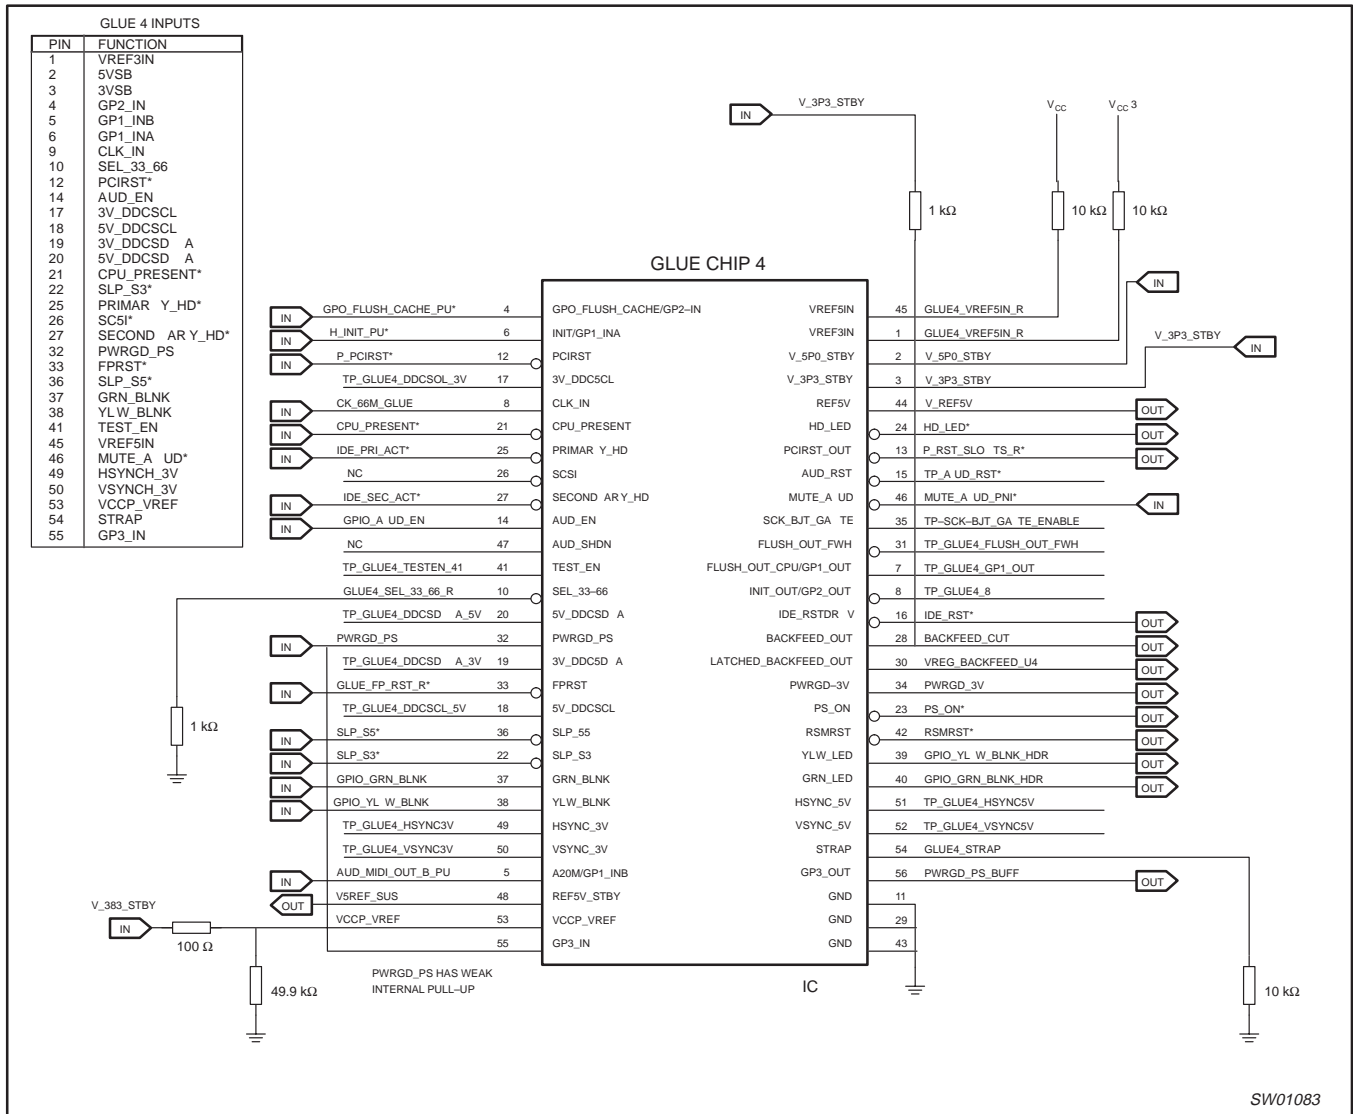 GLUE 4 INPUTS
PIN FUNCTION
1 VREF3IN
2 5VSB
3 3VSB
4 GP2_IN
5 GP1_INB
6 GP1_INA
9 CLK_IN
10 SEL_33_66
12 PCIRST*
14 AUD_EN
17 3V_DDCSCL
18 5V_DDCSCL
19 3V_DDCSD A
20 5V_DDCSD A
21 CPU_PRESENT*
22 SLP_S3*
25 PRIMAR Y_HD*
26 SC5I*
27 SECOND AR Y_HD*
32 PWRGD_PS
33 FPRST*
36 SLP_S5*
37 GRN_BLNK
38 YLW_BLNK
41 TEST_EN
45 VREF5IN
46 MUTE_A UD*
49 HSYNCH_3V
50 VSYNCH_3V
53 VCCP_VREF
54 STRAP
55 GP3_IN
IN V_3P3_STBY VCC VCC 3
1 kΩ 10 kΩ 10 kΩ
GLUE CHIP 4
IN
IN GPO_FLUSH_CACHE_PU* 4 GPO_FLUSH_CACHE/GP2–IN VREF5IN 45 GLUE4_VREF5IN_R
IN H_INIT_PU* 6 INIT/GP1_INA VREF3IN 1 GLUE4_VREF5IN_R
V_3P3_STBY IN
IN P_PCIRST* 12 PCIRST V_5P0_STBY 2 V_5P0_STBY
TP_GLUE4_DDCSOL_3V 17 3V_DDC5CL V_3P3_STBY 3 V_3P3_STBY
IN CK_66M_GLUE 8 CLK_IN REF5V 44 V_REF5V OUT
IN CPU_PRESENT* 21 CPU_PRESENT HD_LED 24 HD_LED* OUT
IN IDE_PRI_ACT* 25 PRIMAR Y_HD PCIRST_OUT 13 P_RST_SLO TS_R* OUT
NC 26 SCSI AUD_RST 15 TP_A UD_RST*
IN IDE_SEC_ACT* 27 SECOND AR Y_HD MUTE_A UD 46 MUTE_A UD_PNI* IN
IN GPIO_A UD_EN 14 AUD_EN SCK_BJT_GA TE 35 TP–SCK–BJT_GA TE_ENABLE
NC 47 AUD_SHDN FLUSH_OUT_FWH 31 TP_GLUE4_FLUSH_OUT_FWH
TP_GLUE4_TESTEN_41 41 TEST_EN FLUSH_OUT_CPU/GP1_OUT 7 TP_GLUE4_GP1_OUT
GLUE4_SEL_33_66_R 10 SEL_33–66 INIT_OUT/GP2_OUT 8 TP_GLUE4_8
TP_GLUE4_DDCSD A_5V 20 5V_DDCSD A IDE_RSTDR V 16 IDE_RST* OUT
IN PWRGD_PS 32 PWRGD_PS BACKFEED_OUT 28 BACKFEED_CUT OUT
TP_GLUE4_DDCSD A_3V 19 3V_DDC5D A LATCHED_BACKFEED_OUT 30 VREG_BACKFEED_U4 OUT
IN GLUE_FP_RST_R* 33 FPRST PWRGD–3V 34 PWRGD_3V OUT
TP_GLUE4_DDCSCL_5V 18 5V_DDCSCL PS_ON 23 PS_ON* OUT
1 kΩ
IN SLP_S5* 36 SLP_55 RSMRST 42 RSMRST* OUT
IN SLP_S3* 22 SLP_S3 YLW_LED 39 GPIO_YL W_BLNK_HDR OUT
IN GPIO_GRN_BLNK 37 GRN_BLNK GRN_LED 40 GPIO_GRN_BLNK_HDR OUT
IN GPIO_YL W_BLNK 38 YLW_BLNK HSYNC_5V 51 TP_GLUE4_HSYNC5V
TP_GLUE4_HSYNC3V 49 HSYNC_3V VSYNC_5V 52 TP_GLUE4_VSYNC5V
TP_GLUE4_VSYNC3V 50 VSYNC_3V STRAP 54 GLUE4_STRAP
IN AUD_MIDI_OUT_B_PU 5 A20M/GP1_INB GP3_OUT 56 PWRGD_PS_BUFF OUT
OUT V5REF_SUS 48 REF5V_STBY GND 11
V_383_STBY
IN VCCP_VREF 53 VCCP_VREF GND 29
100 Ω
55 GP3_IN GND 43
PWRGD_PS HAS WEAK
INTERNAL PULL–UP
49.9 kΩ
IC
10 kΩ
SW01083